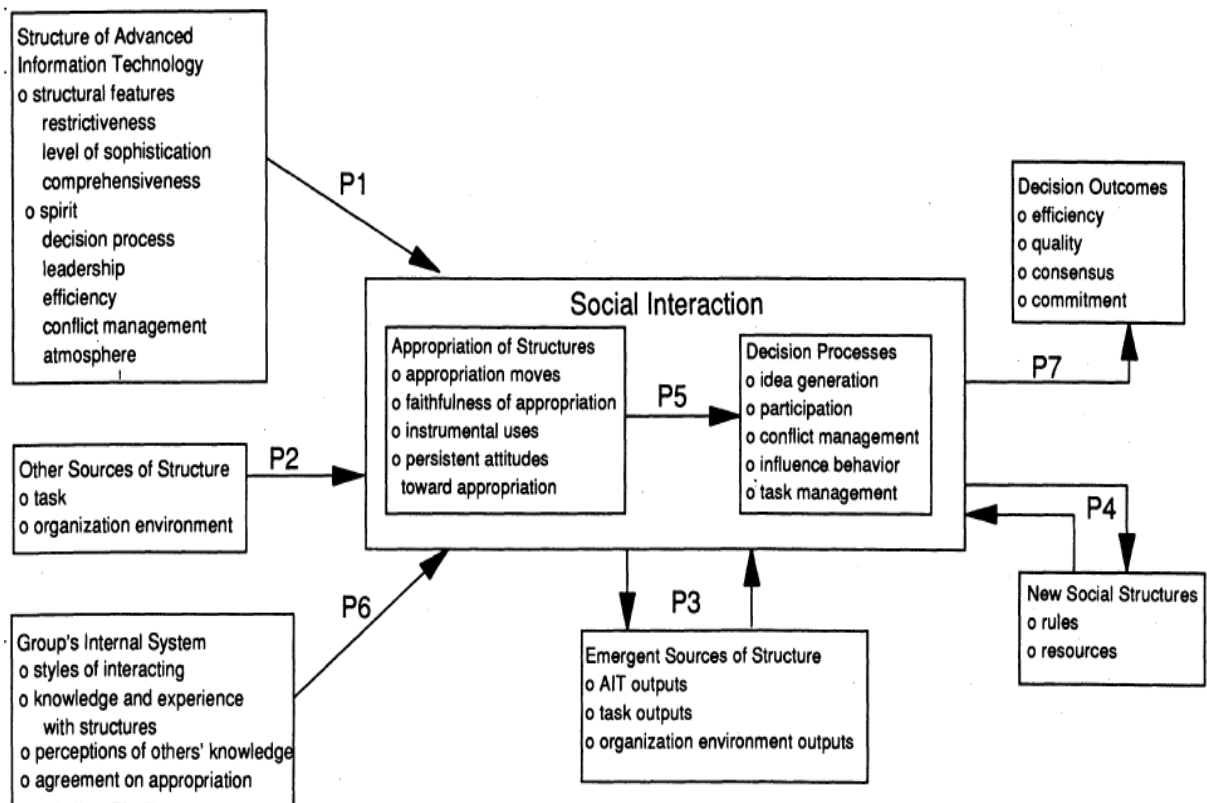 Structure of Advanced
Information Technology
o structural features
restrictiveness
level of sophistication
comprehensiveness
o spirit
decision process
leadership
efficiency
conflict management
atmosphere
P1
Other Sources of Structure
o task
o organization environment
P2
Group's Internal System
o styles of interacting
o knowledge and experience
with structures
o perceptions of others' knowledge
o agreement on appropriation
P6
Social Interaction
Appropriation of Structures
o appropriation moves
o faithfulness of appropriation
o instrumental uses
o persistent attitudes
toward appropriation
P5
Decision Processes
o idea generation
o participation
o conflict management
o influence behavior
o task management
P3
Emergent Sources of Structure
o AIT outputs
o task outputs
o organization environment outputs
Decision Outcomes
o efficiency
o quality
o consensus
o commitment
P7
P4
New Social Structures
o rules
o resources